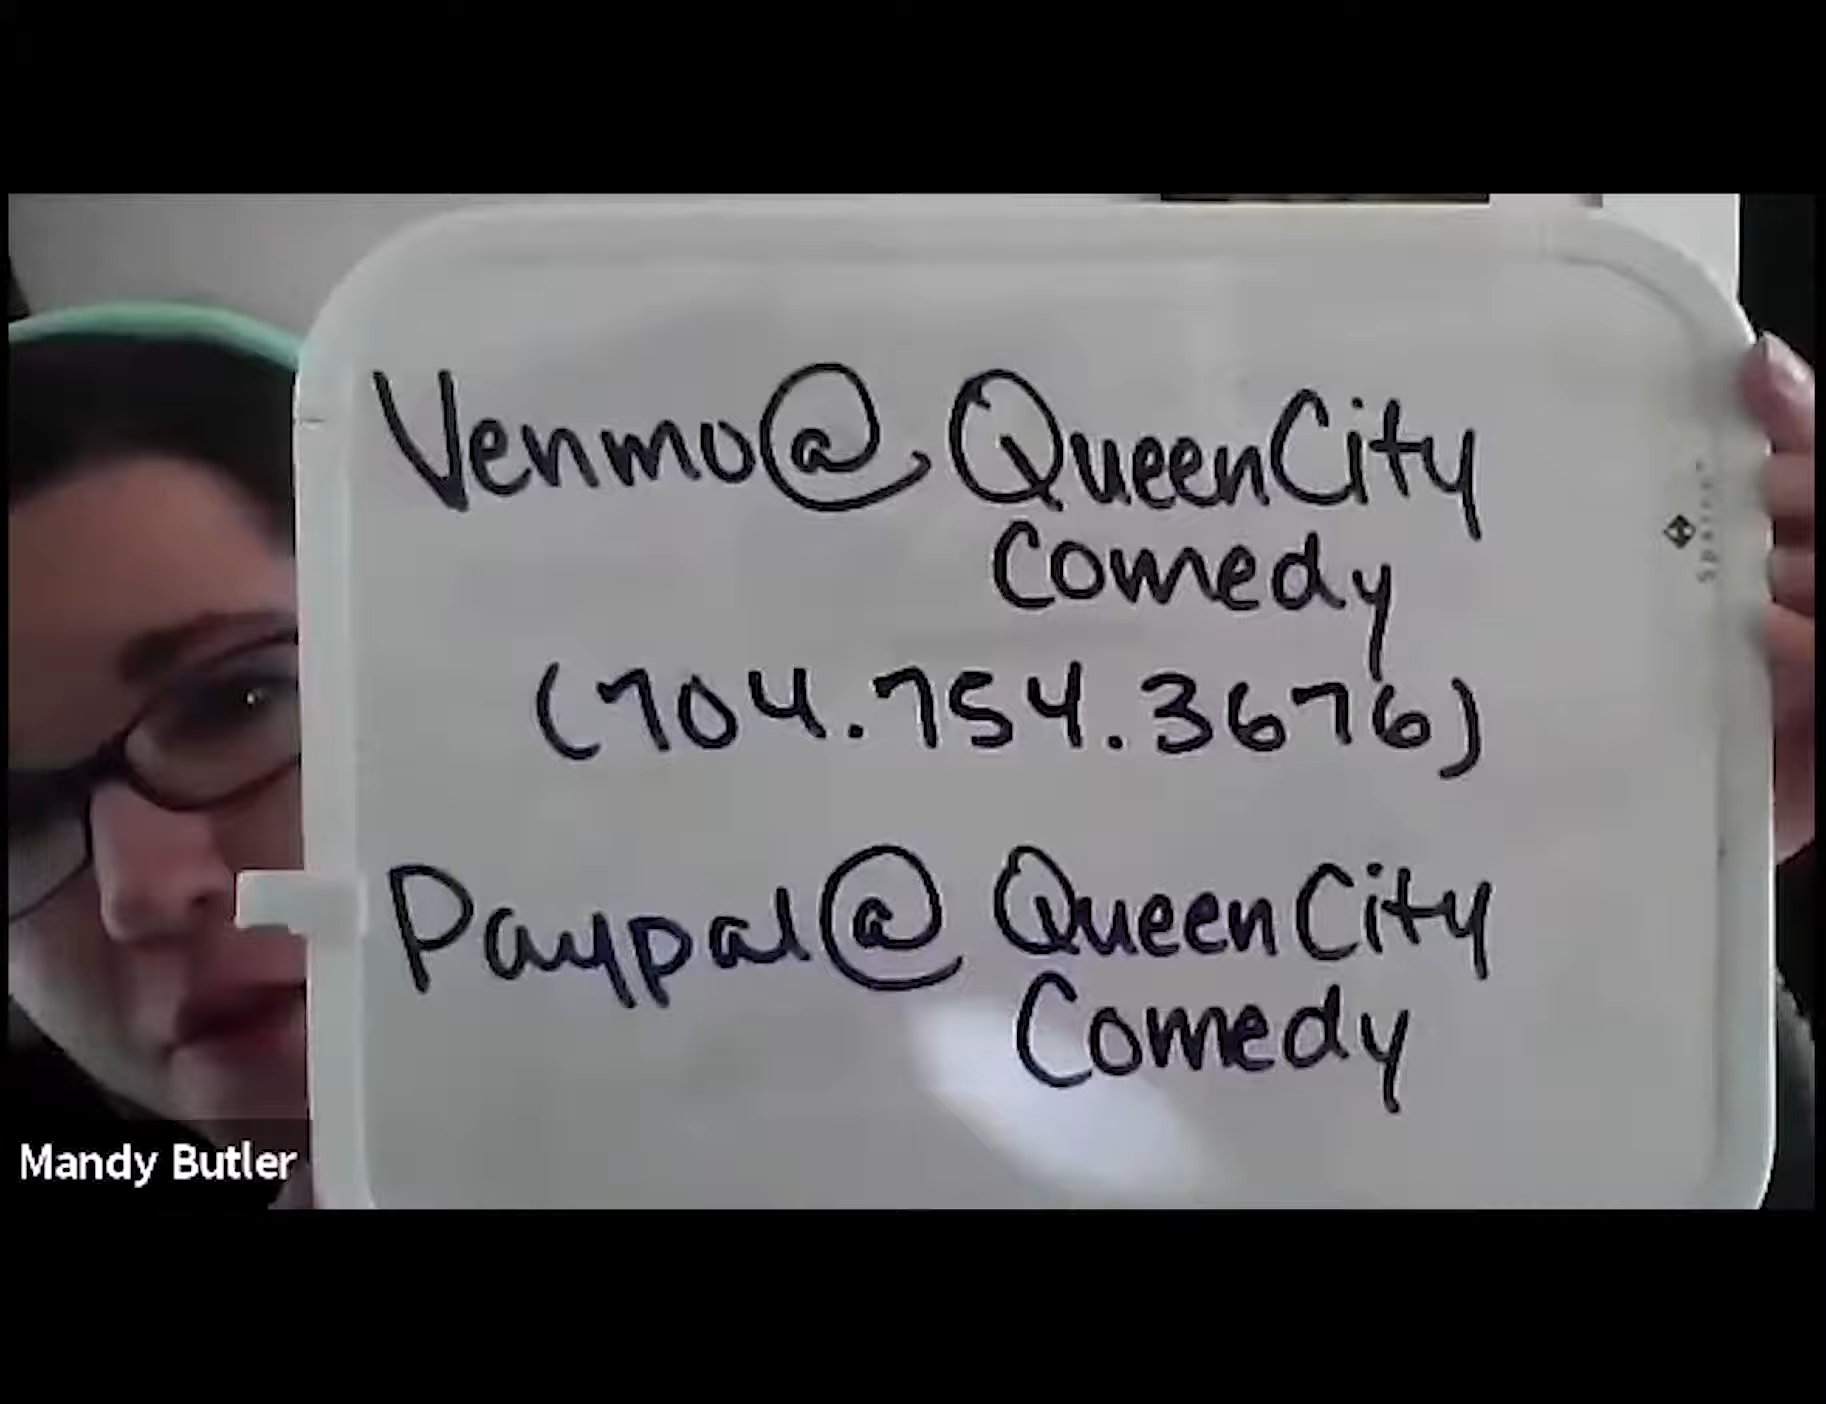 Venmo@ QueenCity
Comedy
(704.754.3676)
Paypal@ QueenCity
Comedy
Mandy Butler